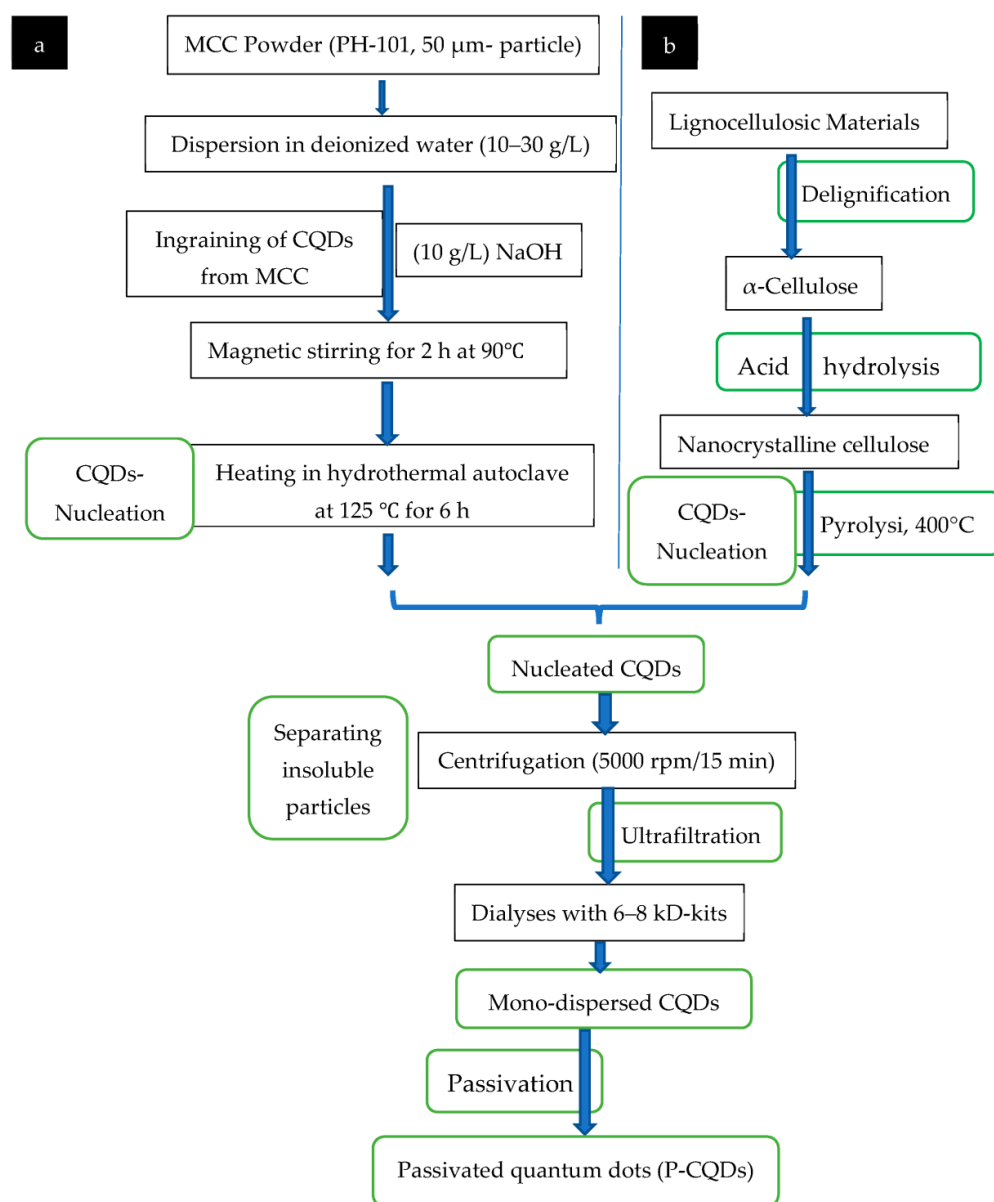 a
MCC Powder (PH-101, 50 μm- particle)
Dispersion in deionized water (10–30 g/L)
Ingraining of CQDs
from MCC
(10 g/L) NaOH
Magnetic stirring for 2 h at 90℃
CQDs-
Nucleation
Heating in hydrothermal autoclave
at 125 ℃ for 6 h
b
Lignocellulosic Materials
Delignification
α-Cellulose
Acid hydrolysis
Nanocrystalline cellulose
CQDs-
Nucleation
Pyrolysi, 400°C
Nucleated CQDs
Separating
insoluble
particles
Centrifugation (5000 rpm/15 min)
Ultrafiltration
Dialyses with 6–8 kD-kits
Mono-dispersed CQDs
Passivation
Passivated quantum dots (P-CQDs)